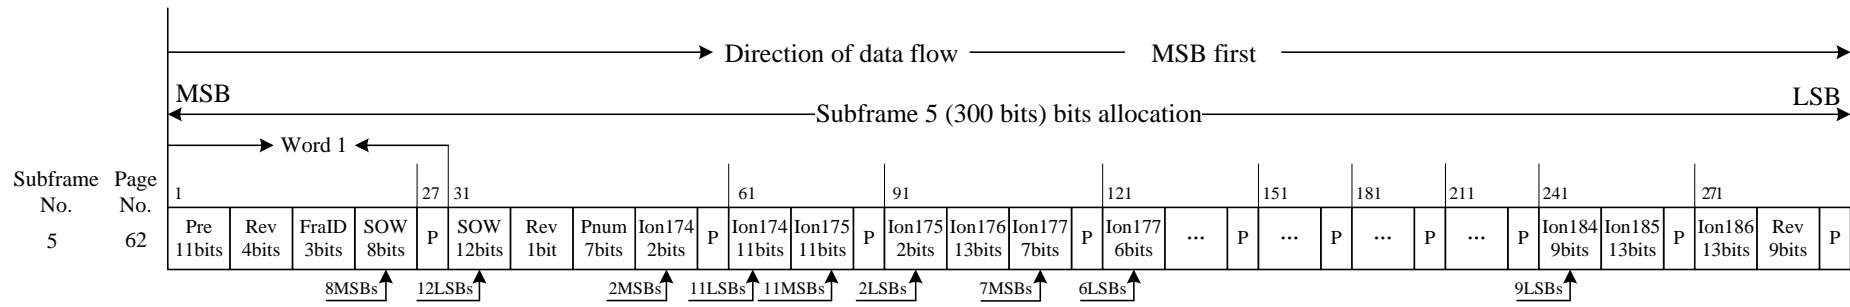 Direction of data flow MSB first
MSB LSB
Subframe 5 (300 bits) bits allocation
Word 1
Subframe Page
No. No.
1 27 31 61 91 121 151 181 211 241 271
Pre Rev FraID SOW P SOW Rev Pnum Ion174 P Ion174 Ion175 P Ion175 Ion176 Ion177 P Ion177 ... P ... P ... P ... P Ion184 Ion185 P Ion186 Rev P
5 62 11bits 4bits 3bits 8bits 12bits 1bit 7bits 2bits 11bits 11bits 2bits 13bits 7bits 6bits 9bits 13bits 13bits 9bits
8MSBs 12LSBs 2MSBs 11LSBs 11MSBs 2LSBs 7MSBs 6LSBs 9LSBs